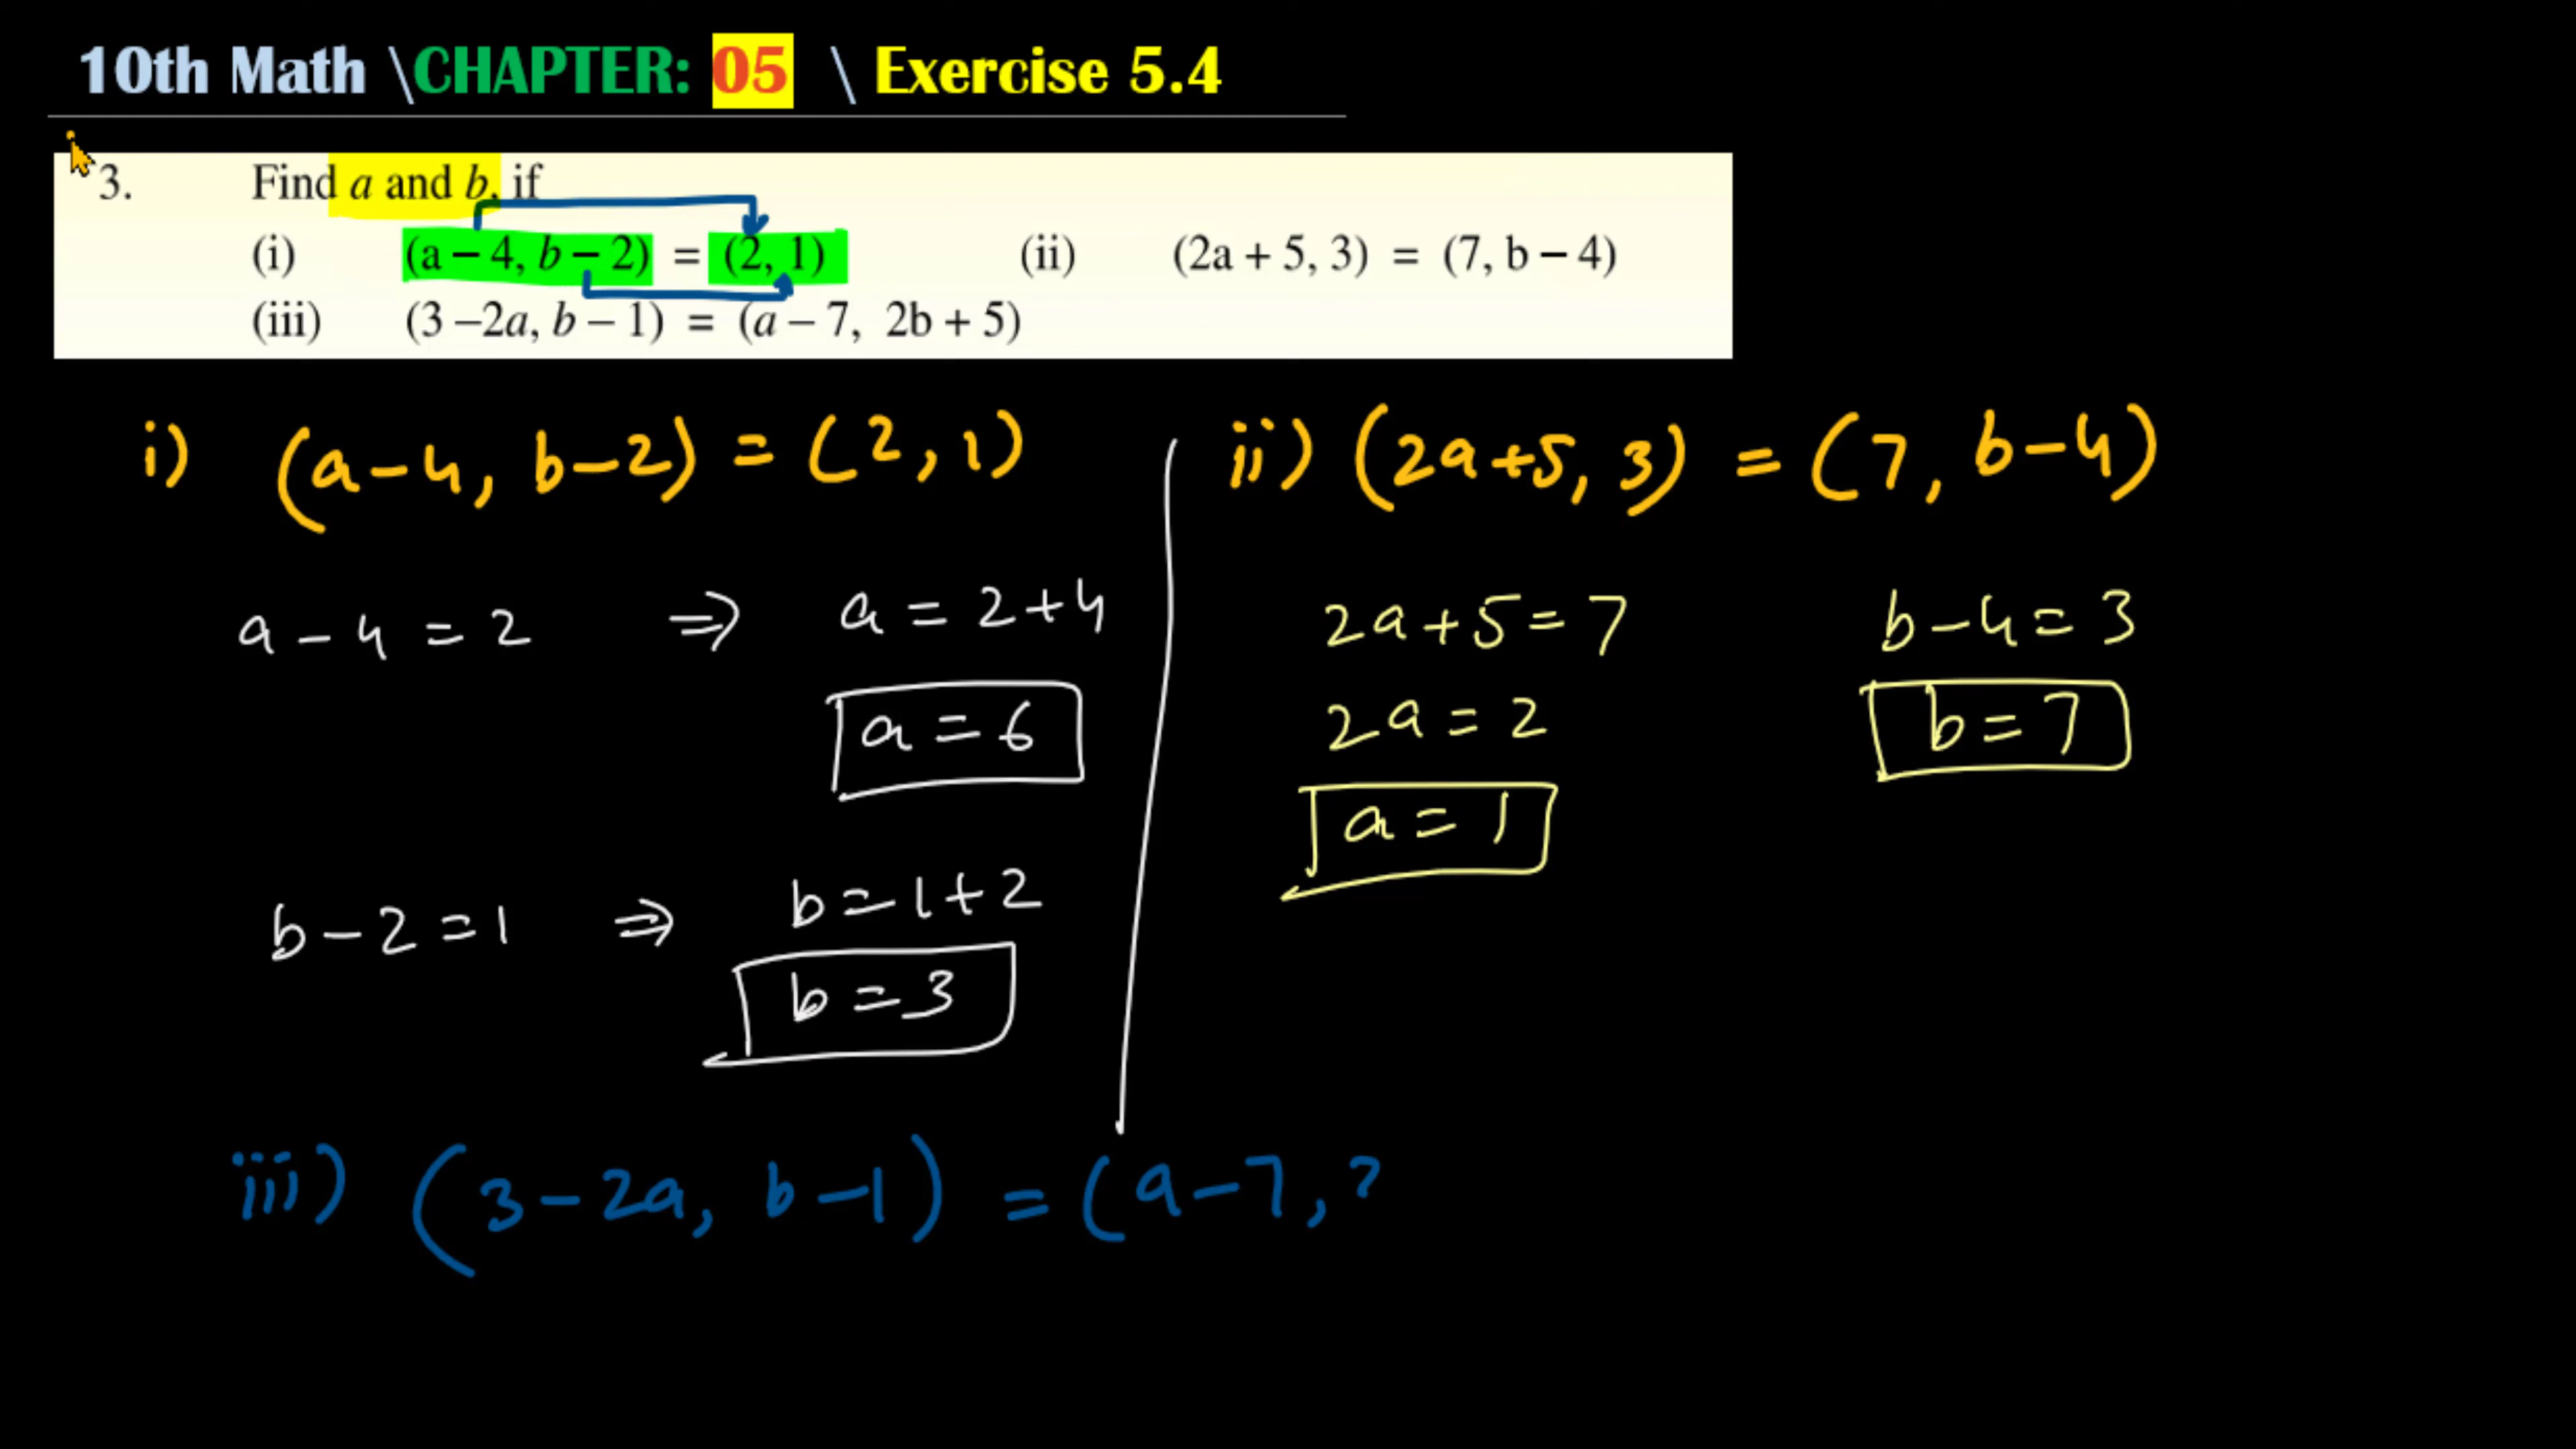 10th Math \CHAPTER: 05 \ Exercise 5.4
3. Find a and b, if
(i) (a – 4, b – 2) = (2, 1) (ii) (2a + 5, 3) = (7, b – 4)
(iii) (3 –2a, b – 1) = (a – 7, 2b + 5)
i) (a-4, b-2) = (2, 1)
a - 4 = 2 ⇒ a = 2+4
a = 6
b - 2 = 1 ⇒ b = 1+2
b = 3
ii) (2a+5, 3) = (7, b-4)
2a+5 = 7 b-4 = 3
2a = 2 b = 7
a = 1
iii) (3-2a, b-1) = (a-7,